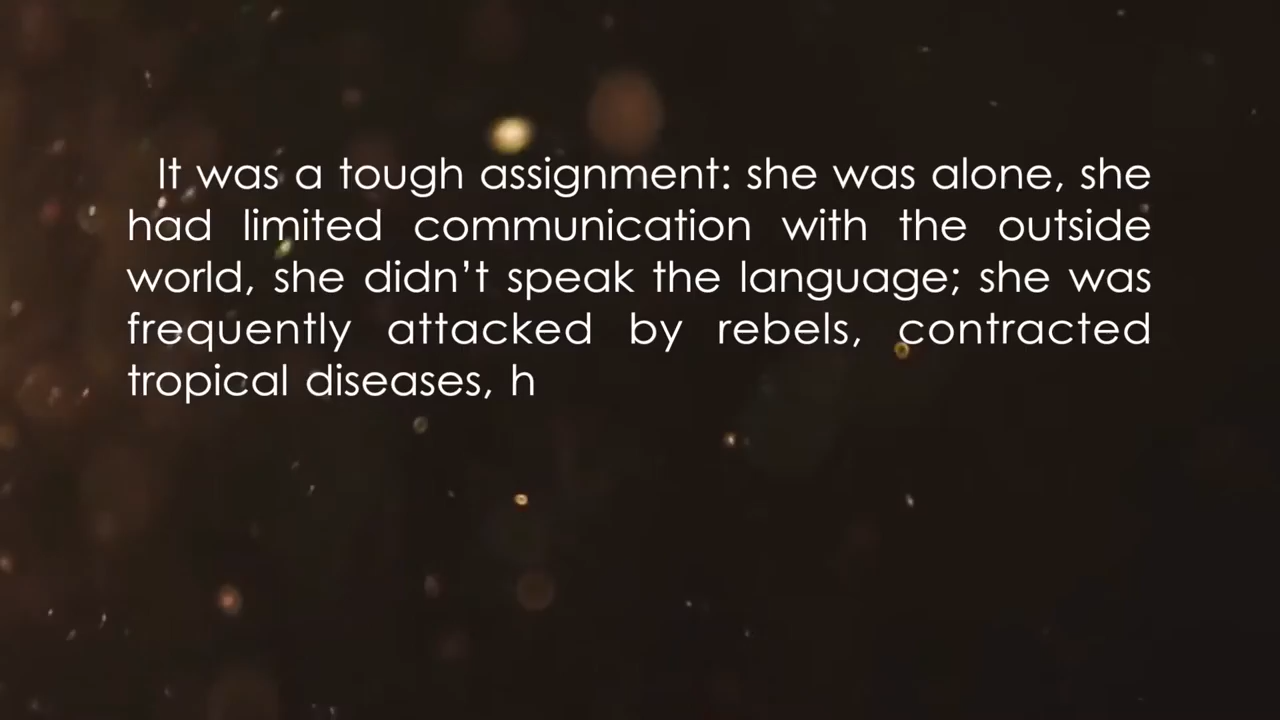 It was a tough assignment: she was alone, she
had limited communication with the outside
world, she didn’t speak the language; she was
frequently attacked by rebels, contracted
tropical diseases, h